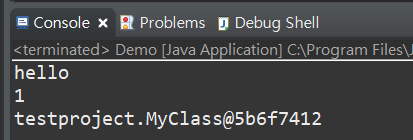 Console Problems Debug Shell
<terminated> Demo [Java Application] C:\Program Files\J
hello
1
testproject.MyClass@5b6f7412